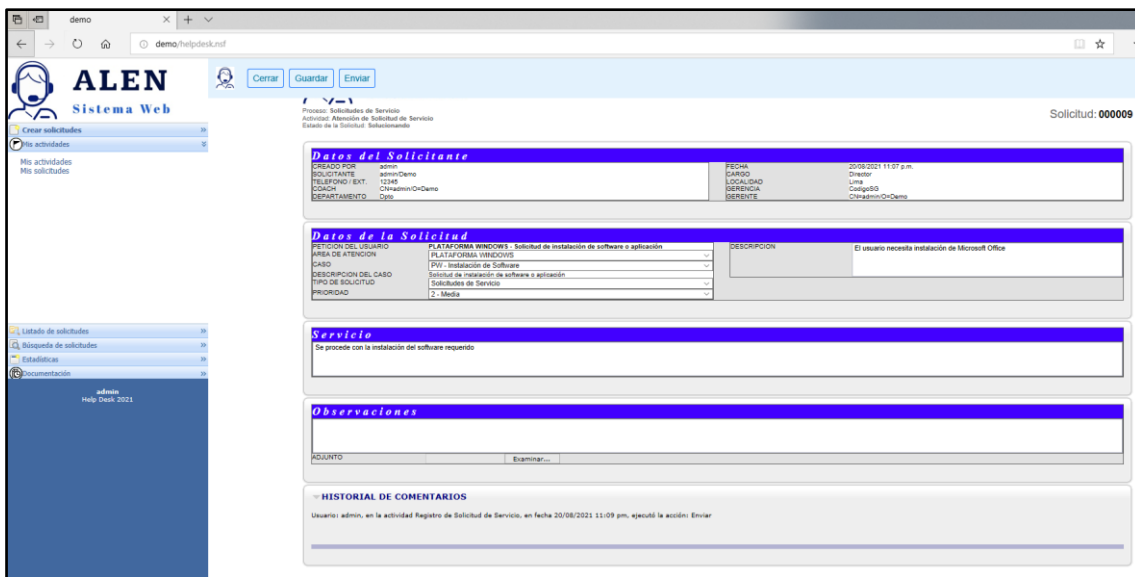 demo
demo/helpdesk.nsf
ALEN
Sistema Web
Cerrar Guardar Enviar
Crear solicitudes
Mis actividades
Mis actividades
Mis solicitudes
Listado de solicitudes
Búsqueda de solicitudes
Estadísticas
Documentación
admin
Help Desk 2021
Proceso: Solicitudes de Servicio
Actividad: Atención de Solicitud de Servicio
Estado de la Solicitud: Solucionando
Solicitud: 000009
Datos del Solicitante
CREADO POR admin FECHA 20/08/2021 11:07 p.m.
SOLICITANTE admin/Demo CARGO Director
TELEFONO / EXT. 12345 LOCALIDAD Lima
COACH CN=admin/O=Demo GERENCIA CodigoSG
DEPARTAMENTO Dpto GERENTE CN=admin/O=Demo
Datos de la Solicitud
PETICION DEL USUARIO PLATAFORMA WINDOWS - Solicitud de instalación de software o aplicación DESCRIPCION El usuario necesita instalación de Microsoft Office
AREA DE ATENCION PLATAFORMA WINDOWS
CASO PW - Instalación de Software
DESCRIPCION DEL CASO Solicitud de instalación de software o aplicación
TIPO DE SOLICITUD Solicitudes de Servicio
PRIORIDAD 2 - Media
Servicio
Se procede con la instalación del software requerido
Observaciones
ADJUNTO Examinar...
HISTORIAL DE COMENTARIOS
Usuario: admin, en la actividad Registro de Solicitud de Servicio, en fecha 20/08/2021 11:09 pm, ejecutó la acción: Enviar